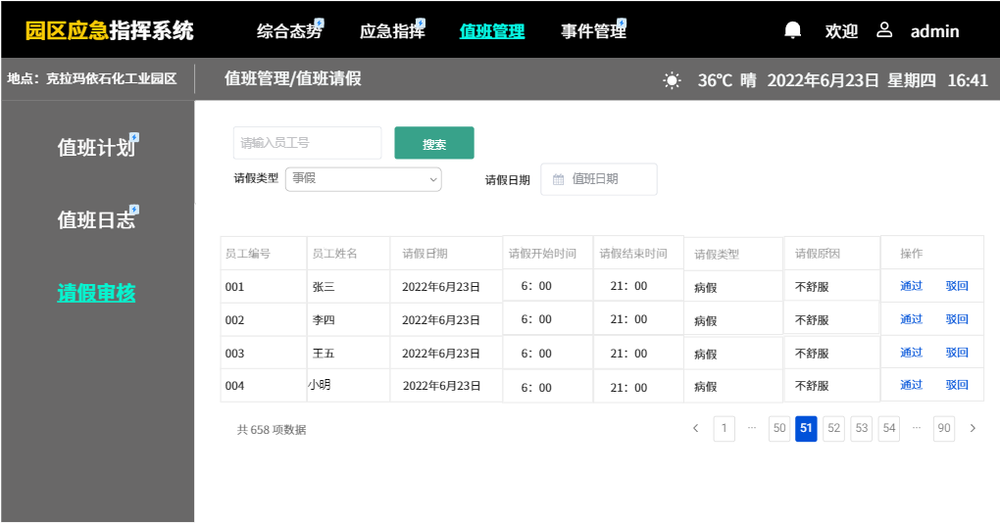 园区应急指挥系统 综合态势 应急指挥 值班管理 事件管理 欢迎 admin
地点：克拉玛依石化工业园区 值班管理/值班请假 36℃ 晴 2022年6月23日 星期四 16:41
值班计划
值班日志
请假审核
请输入员工号 搜索
请假类型 事假 请假日期 值班日期
员工编号 员工姓名 请假日期 请假开始时间 请假结束时间 请假类型 请假原因 操作
001 张三 2022年6月23日 6：00 21：00 病假 不舒服 通过 驳回
002 李四 2022年6月23日 6：00 21：00 病假 不舒服 通过 驳回
003 王五 2022年6月23日 6：00 21：00 病假 不舒服 通过 驳回
004 小明 2022年6月23日 6：00 21：00 病假 不舒服 通过 驳回
共 658 项数据 1 ··· 50 51 52 53 54 ··· 90